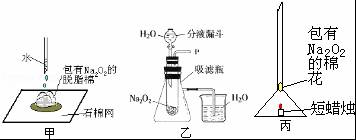 水
包有Na₂O₂的
脱脂棉
石棉网
甲
H₂O
分液漏斗
P
吸滤瓶
Na₂O₂
H₂O
乙
包有
Na₂O₂
的棉
花
短蜡烛
丙